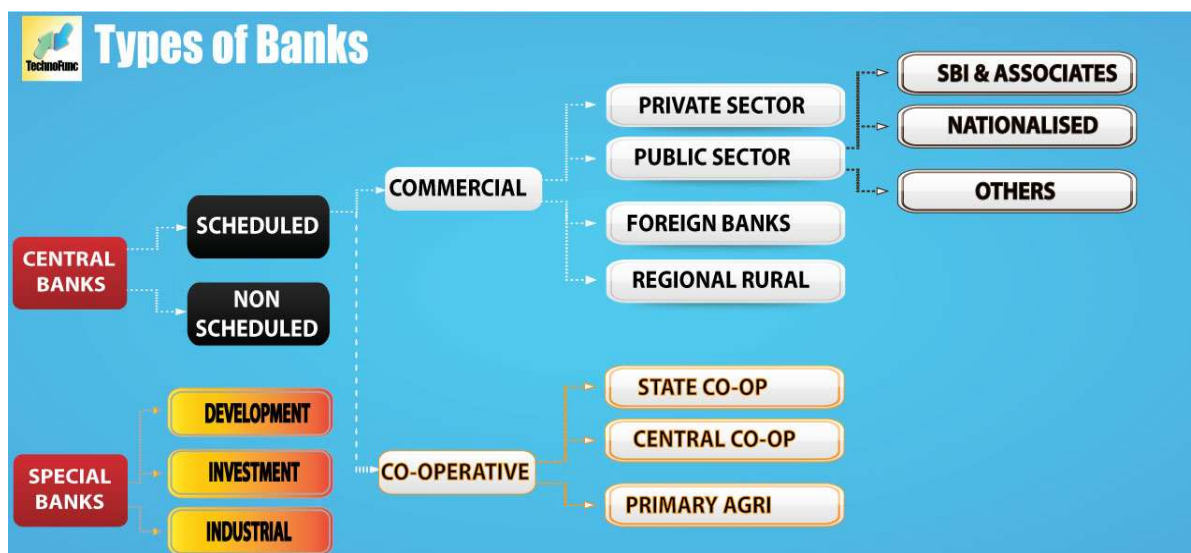 TechnoFunc
Types of Banks
CENTRAL
BANKS
SCHEDULED
NON
SCHEDULED
COMMERCIAL
PRIVATE SECTOR
PUBLIC SECTOR
FOREIGN BANKS
REGIONAL RURAL
SBI & ASSOCIATES
NATIONALISED
OTHERS
CO-OPERATIVE
STATE CO-OP
CENTRAL CO-OP
PRIMARY AGRI
SPECIAL
BANKS
DEVELOPMENT
INVESTMENT
INDUSTRIAL